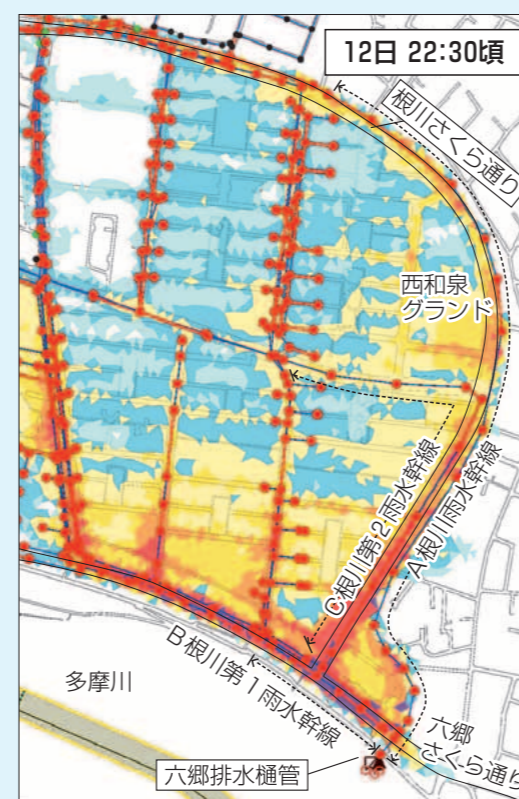 12日 22:30頃
根川さくら通り
西和泉
グランド
C根川第2雨水幹線
A根川雨水幹線
B根川第1雨水幹線
多摩川
六郷
さくら通り
六郷排水樋管